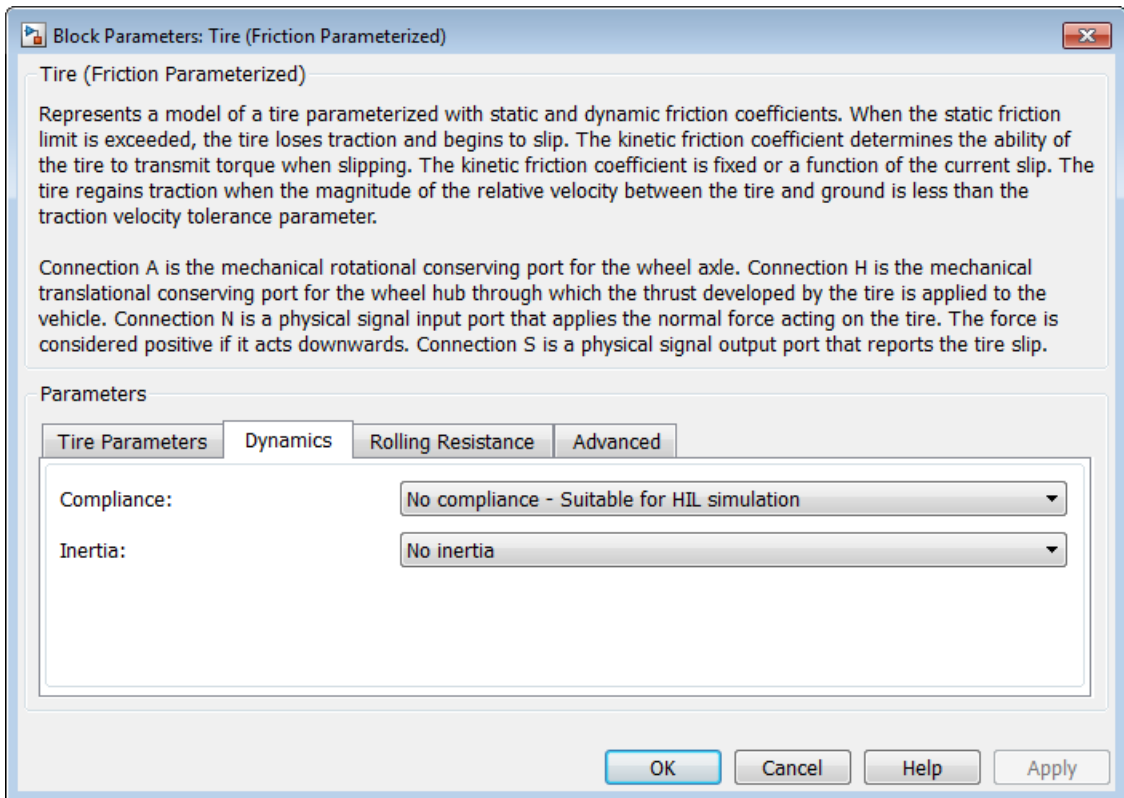 Block Parameters: Tire (Friction Parameterized)
Tire (Friction Parameterized)
Represents a model of a tire parameterized with static and dynamic friction coefficients. When the static friction
limit is exceeded, the tire loses traction and begins to slip. The kinetic friction coefficient determines the ability of
the tire to transmit torque when slipping. The kinetic friction coefficient is fixed or a function of the current slip. The
tire regains traction when the magnitude of the relative velocity between the tire and ground is less than the
traction velocity tolerance parameter.
Connection A is the mechanical rotational conserving port for the wheel axle. Connection H is the mechanical
translational conserving port for the wheel hub through which the thrust developed by the tire is applied to the
vehicle. Connection N is a physical signal input port that applies the normal force acting on the tire. The force is
considered positive if it acts downwards. Connection S is a physical signal output port that reports the tire slip.
Parameters
Tire Parameters Dynamics Rolling Resistance Advanced
Compliance: No compliance - Suitable for HIL simulation
Inertia: No inertia
OK Cancel Help Apply